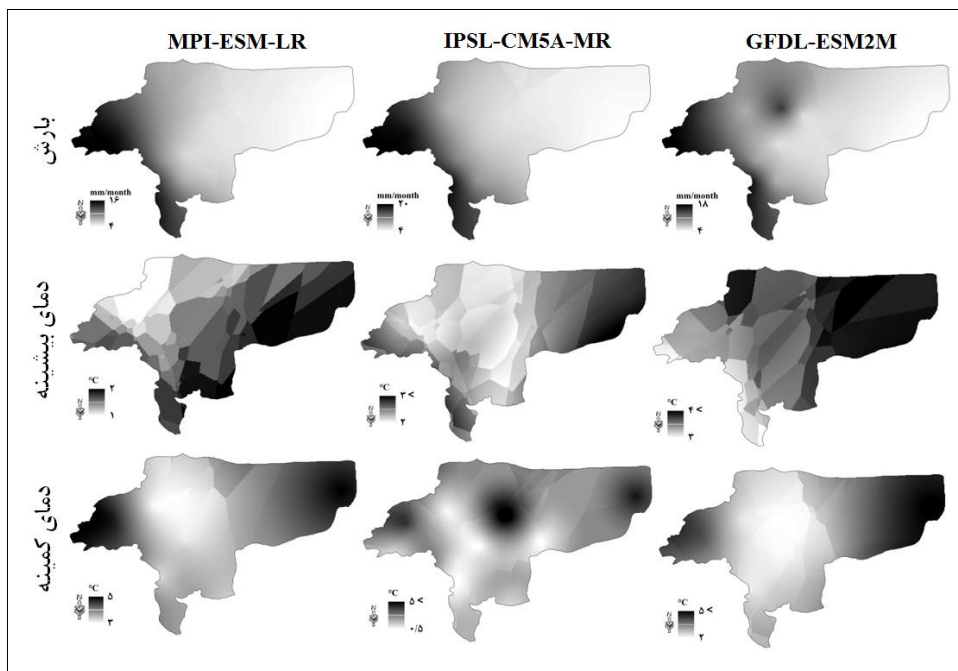 MPI-ESM-LR
IPSL-CM5A-MR
GFDL-ESM2M
بارش
mm/month
۱۶
۴
mm/month
۲۰
۴
mm/month
۱۸
۴
دمای بیشینه
°C
۲
۱
°C
۳ <
۲
°C
۴ <
۳
دمای کمینه
°C
۵
۳
°C
۵ <
۰/۵
°C
۵ <
۲